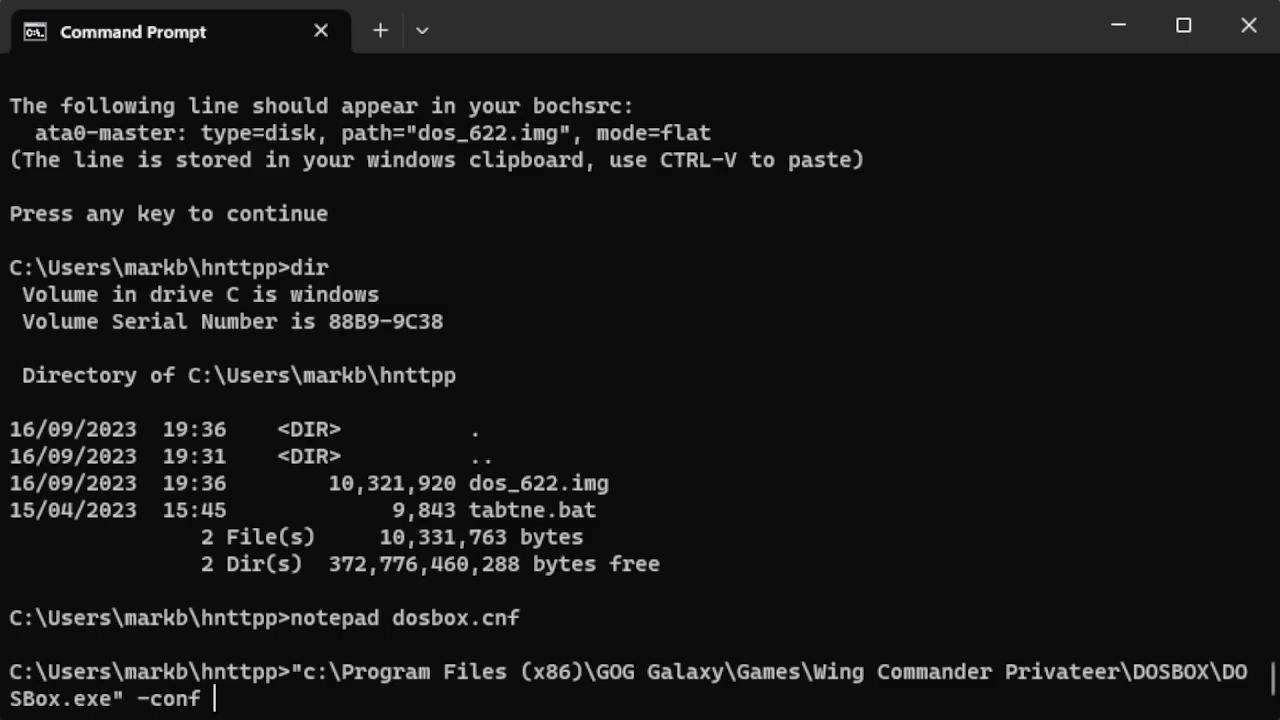 Command Prompt
The following line should appear in your bochsrc:
  ata0-master: type=disk, path="dos_622.img", mode=flat
(The line is stored in your windows clipboard, use CTRL-V to paste)
Press any key to continue
C:\Users\markb\hnttpp>dir
 Volume in drive C is windows
 Volume Serial Number is 88B9-9C38
 Directory of C:\Users\markb\hnttpp
16/09/2023  19:36    <DIR>          .
16/09/2023  19:31    <DIR>          ..
16/09/2023  19:36        10,321,920 dos_622.img
15/04/2023  15:45             9,843 tabtne.bat
               2 File(s)     10,331,763 bytes
               2 Dir(s)  372,776,460,288 bytes free
C:\Users\markb\hnttpp>notepad dosbox.cnf
C:\Users\markb\hnttpp>"c:\Program Files (x86)\GOG Galaxy\Games\Wing Commander Privateer\DOSBOX\DO
SBox.exe" -conf